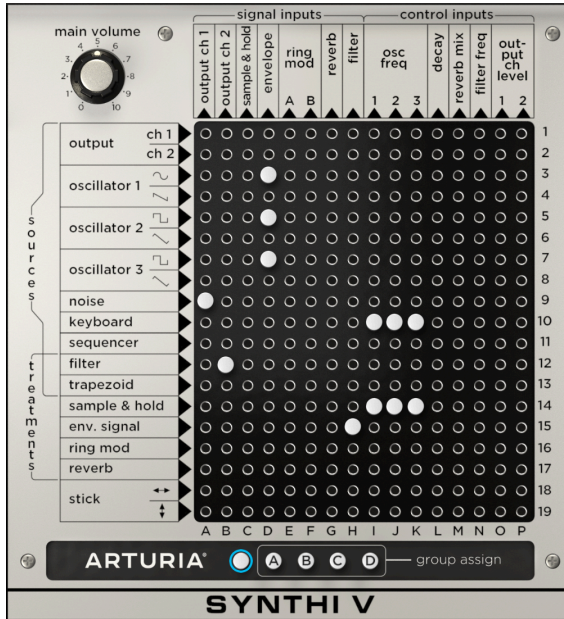 signal inputs control inputs
main volume
0 1 2 3 4 5 6 7 8 9 10
output ch 1
output ch 2
sample & hold
envelope
ring mod
A B
reverb
filter
osc freq
1 2 3
decay
reverb mix
filter freq
out-
put ch
level
1 2
sources
treatments
output ch 1 1
ch 2 2
oscillator 1 3
4
oscillator 2 5
6
oscillator 3 7
8
noise 9
keyboard 10
sequencer 11
filter 12
trapezoid 13
sample & hold 14
env. signal 15
ring mod 16
reverb 17
stick 18
19
A B C D E F G H I J K L M N O P
ARTURIA® A B C D group assign
SYNTHI V